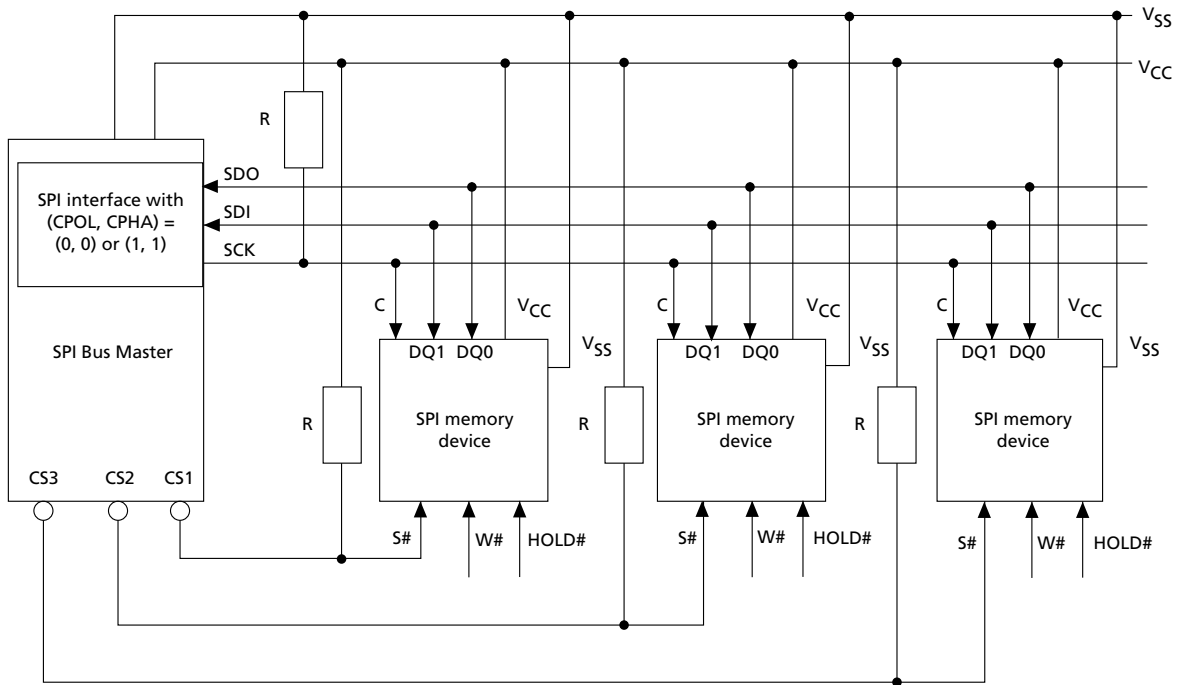 VSS
VCC
R
SDO
SPI interface with
(CPOL, CPHA) =
(0, 0) or (1, 1)
SDI
SCK
SPI Bus Master
C
VCC
DQ1 DQ0
VSS
SPI memory
device
R
C
VCC
DQ1 DQ0
VSS
SPI memory
device
R
C
VCC
DQ1 DQ0
VSS
SPI memory
device
R
CS3 CS2 CS1
S# W# HOLD#
S# W# HOLD#
S# W# HOLD#